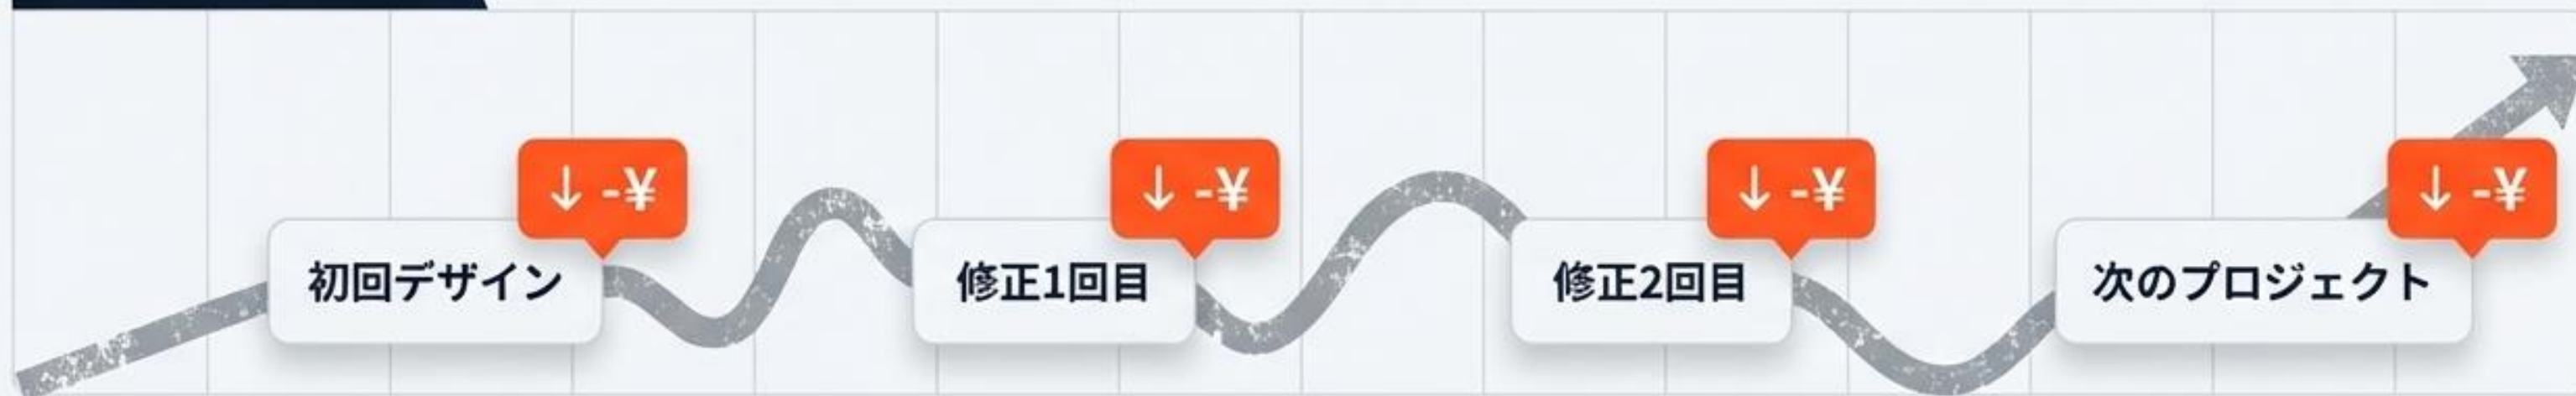 ↓ -¥
↓ -¥
↓ -¥
↓ -¥
初回デザイン
修正1回目
修正2回目
次のプロジェクト